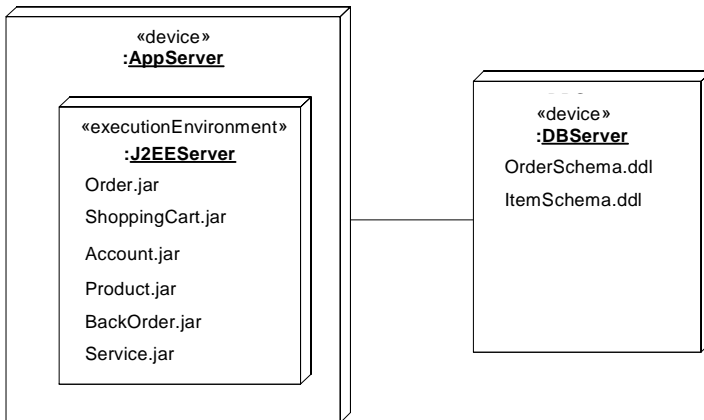 «device»
:AppServer
«executionEnvironment»
:J2EEServer
Order.jar
ShoppingCart.jar
Account.jar
Product.jar
BackOrder.jar
Service.jar
«device»
:DBServer
OrderSchema.ddl
ItemSchema.ddl